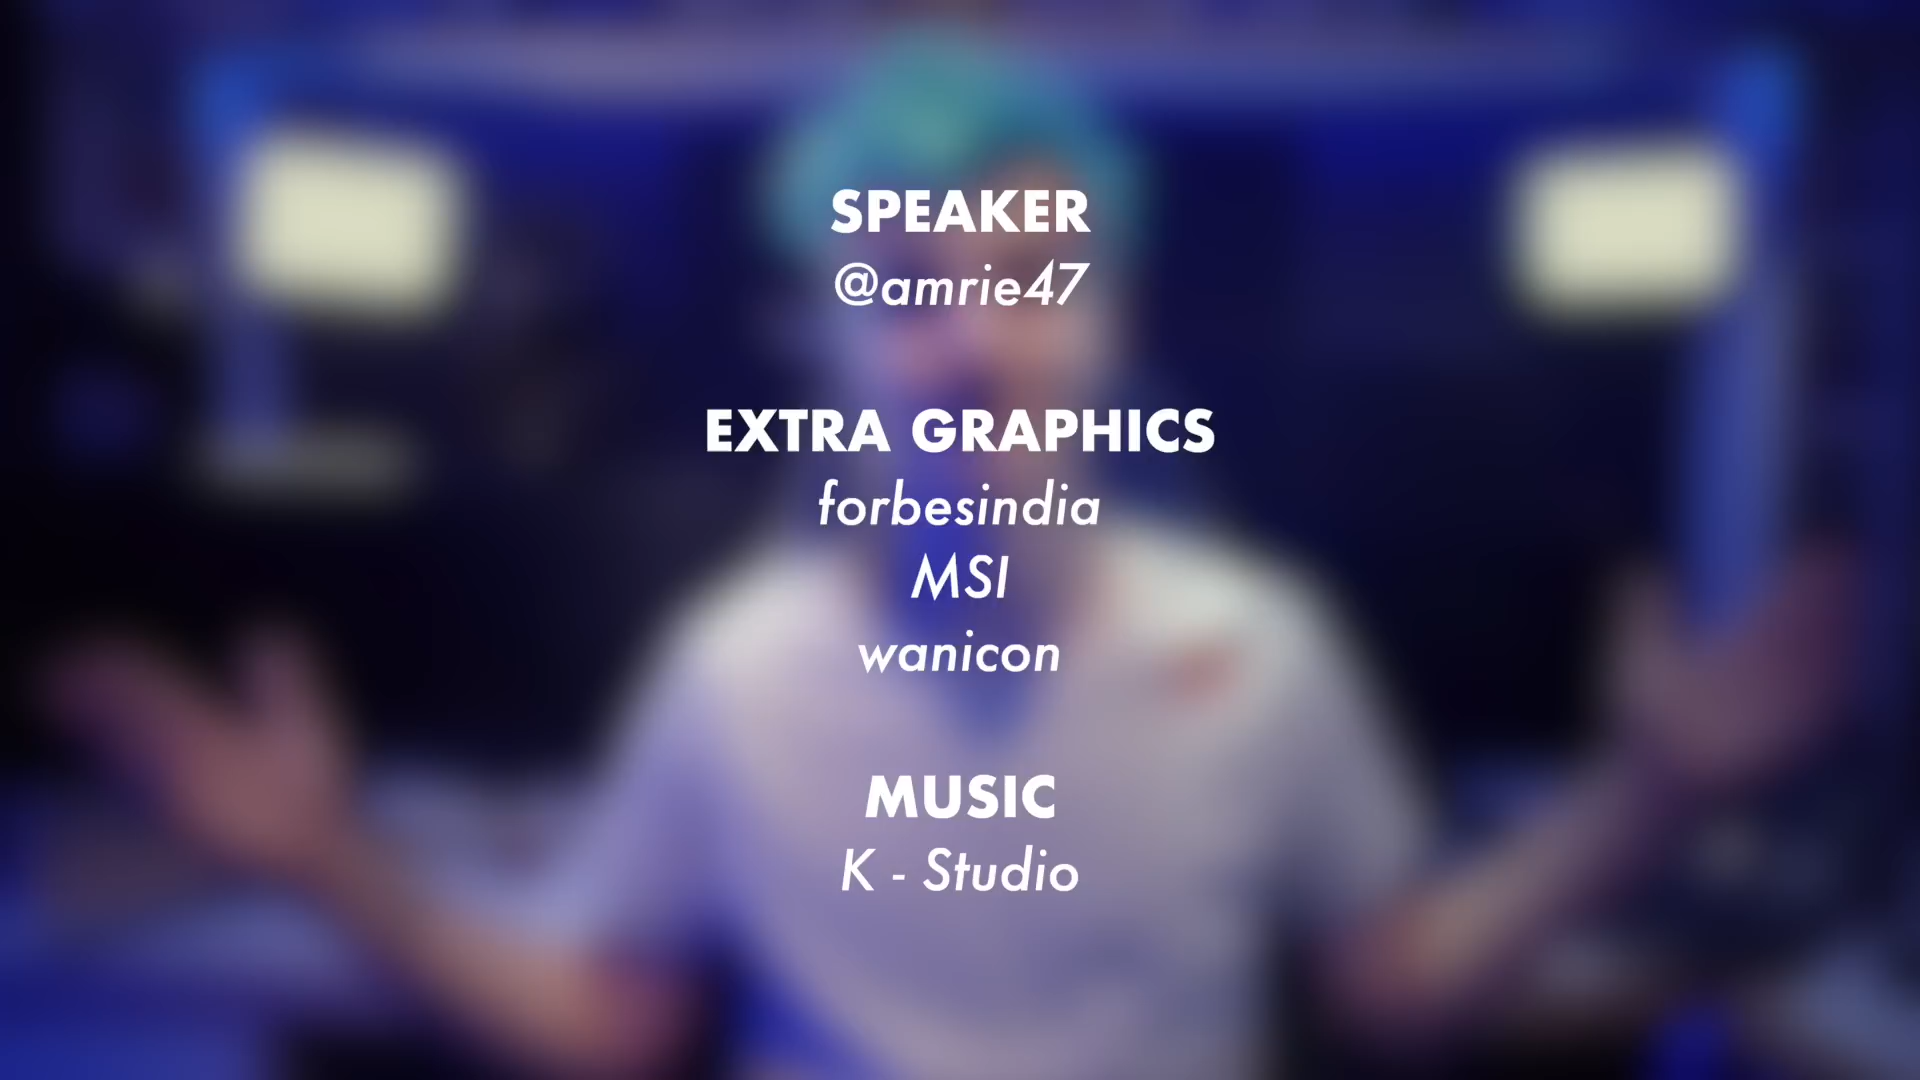 SPEAKER
@amrie47
EXTRA GRAPHICS
forbesindia
MSI
wanicon
MUSIC
K - Studio